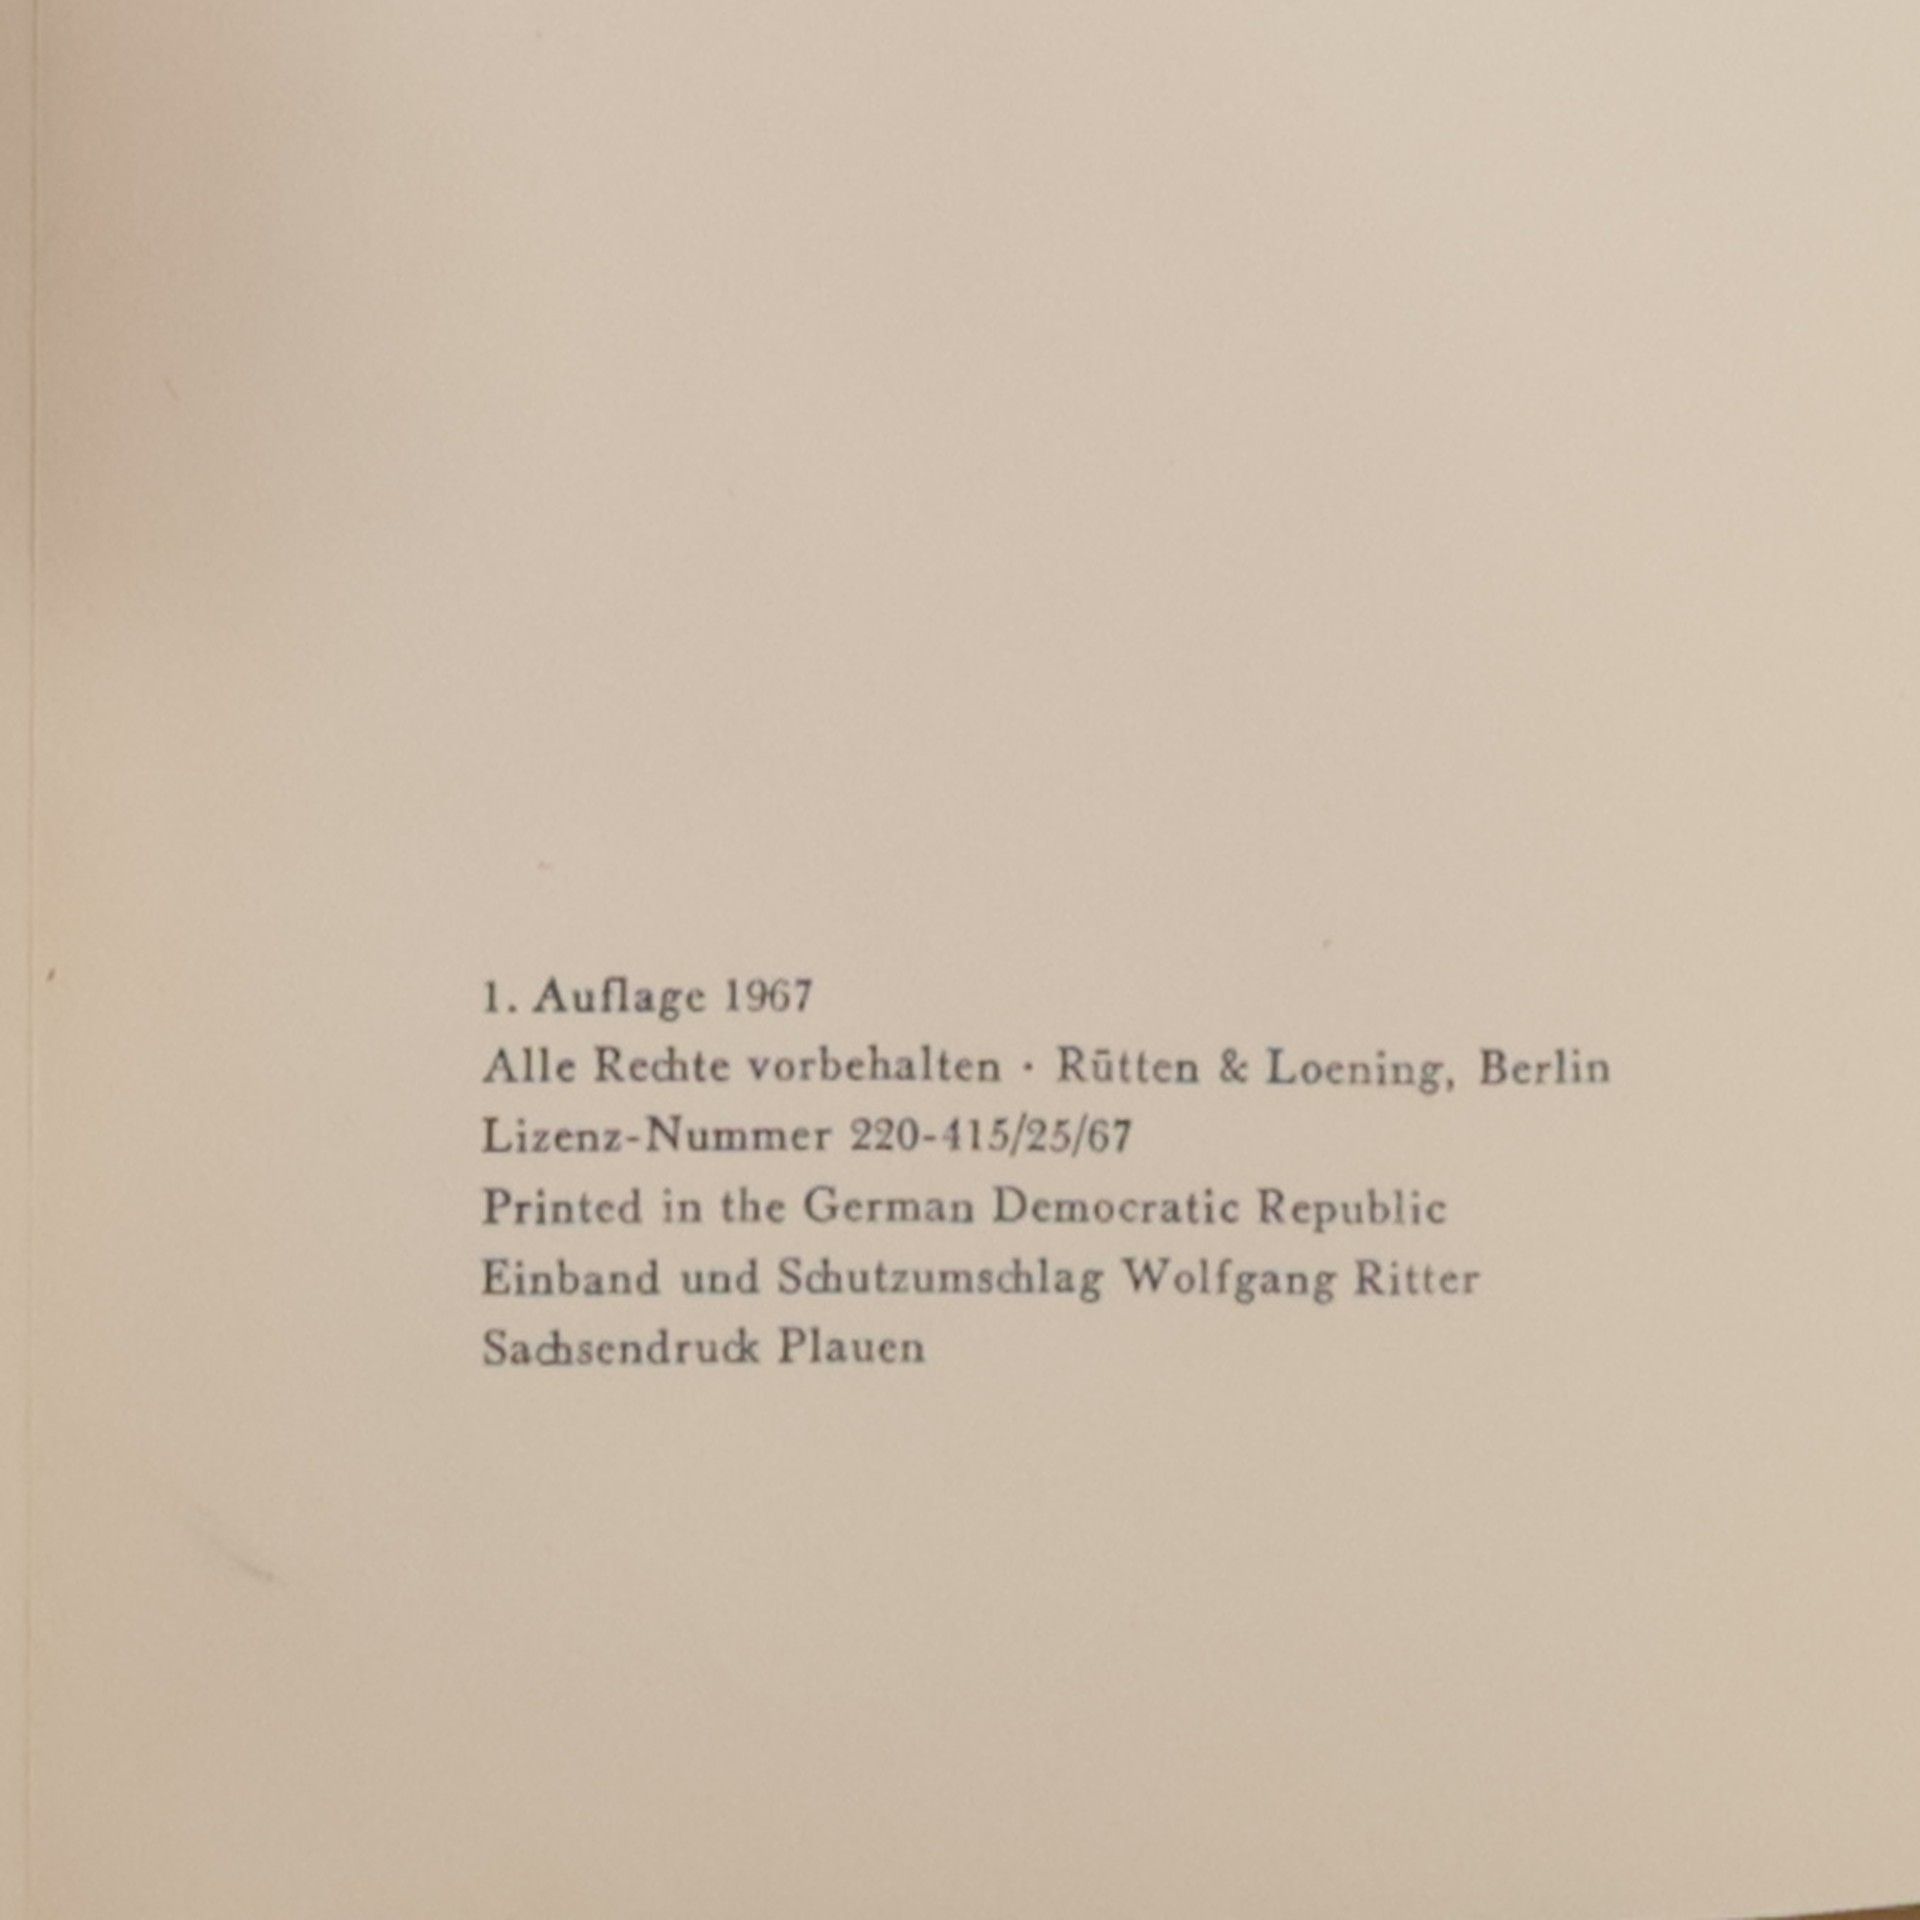 1. Auflage 1967
Alle Rechte vorbehalten · Rütten & Loening, Berlin
Lizenz-Nummer 220-415/25/67
Printed in the German Democratic Republic
Einband und Schutzumschlag Wolfgang Ritter
Sachsendruck Plauen